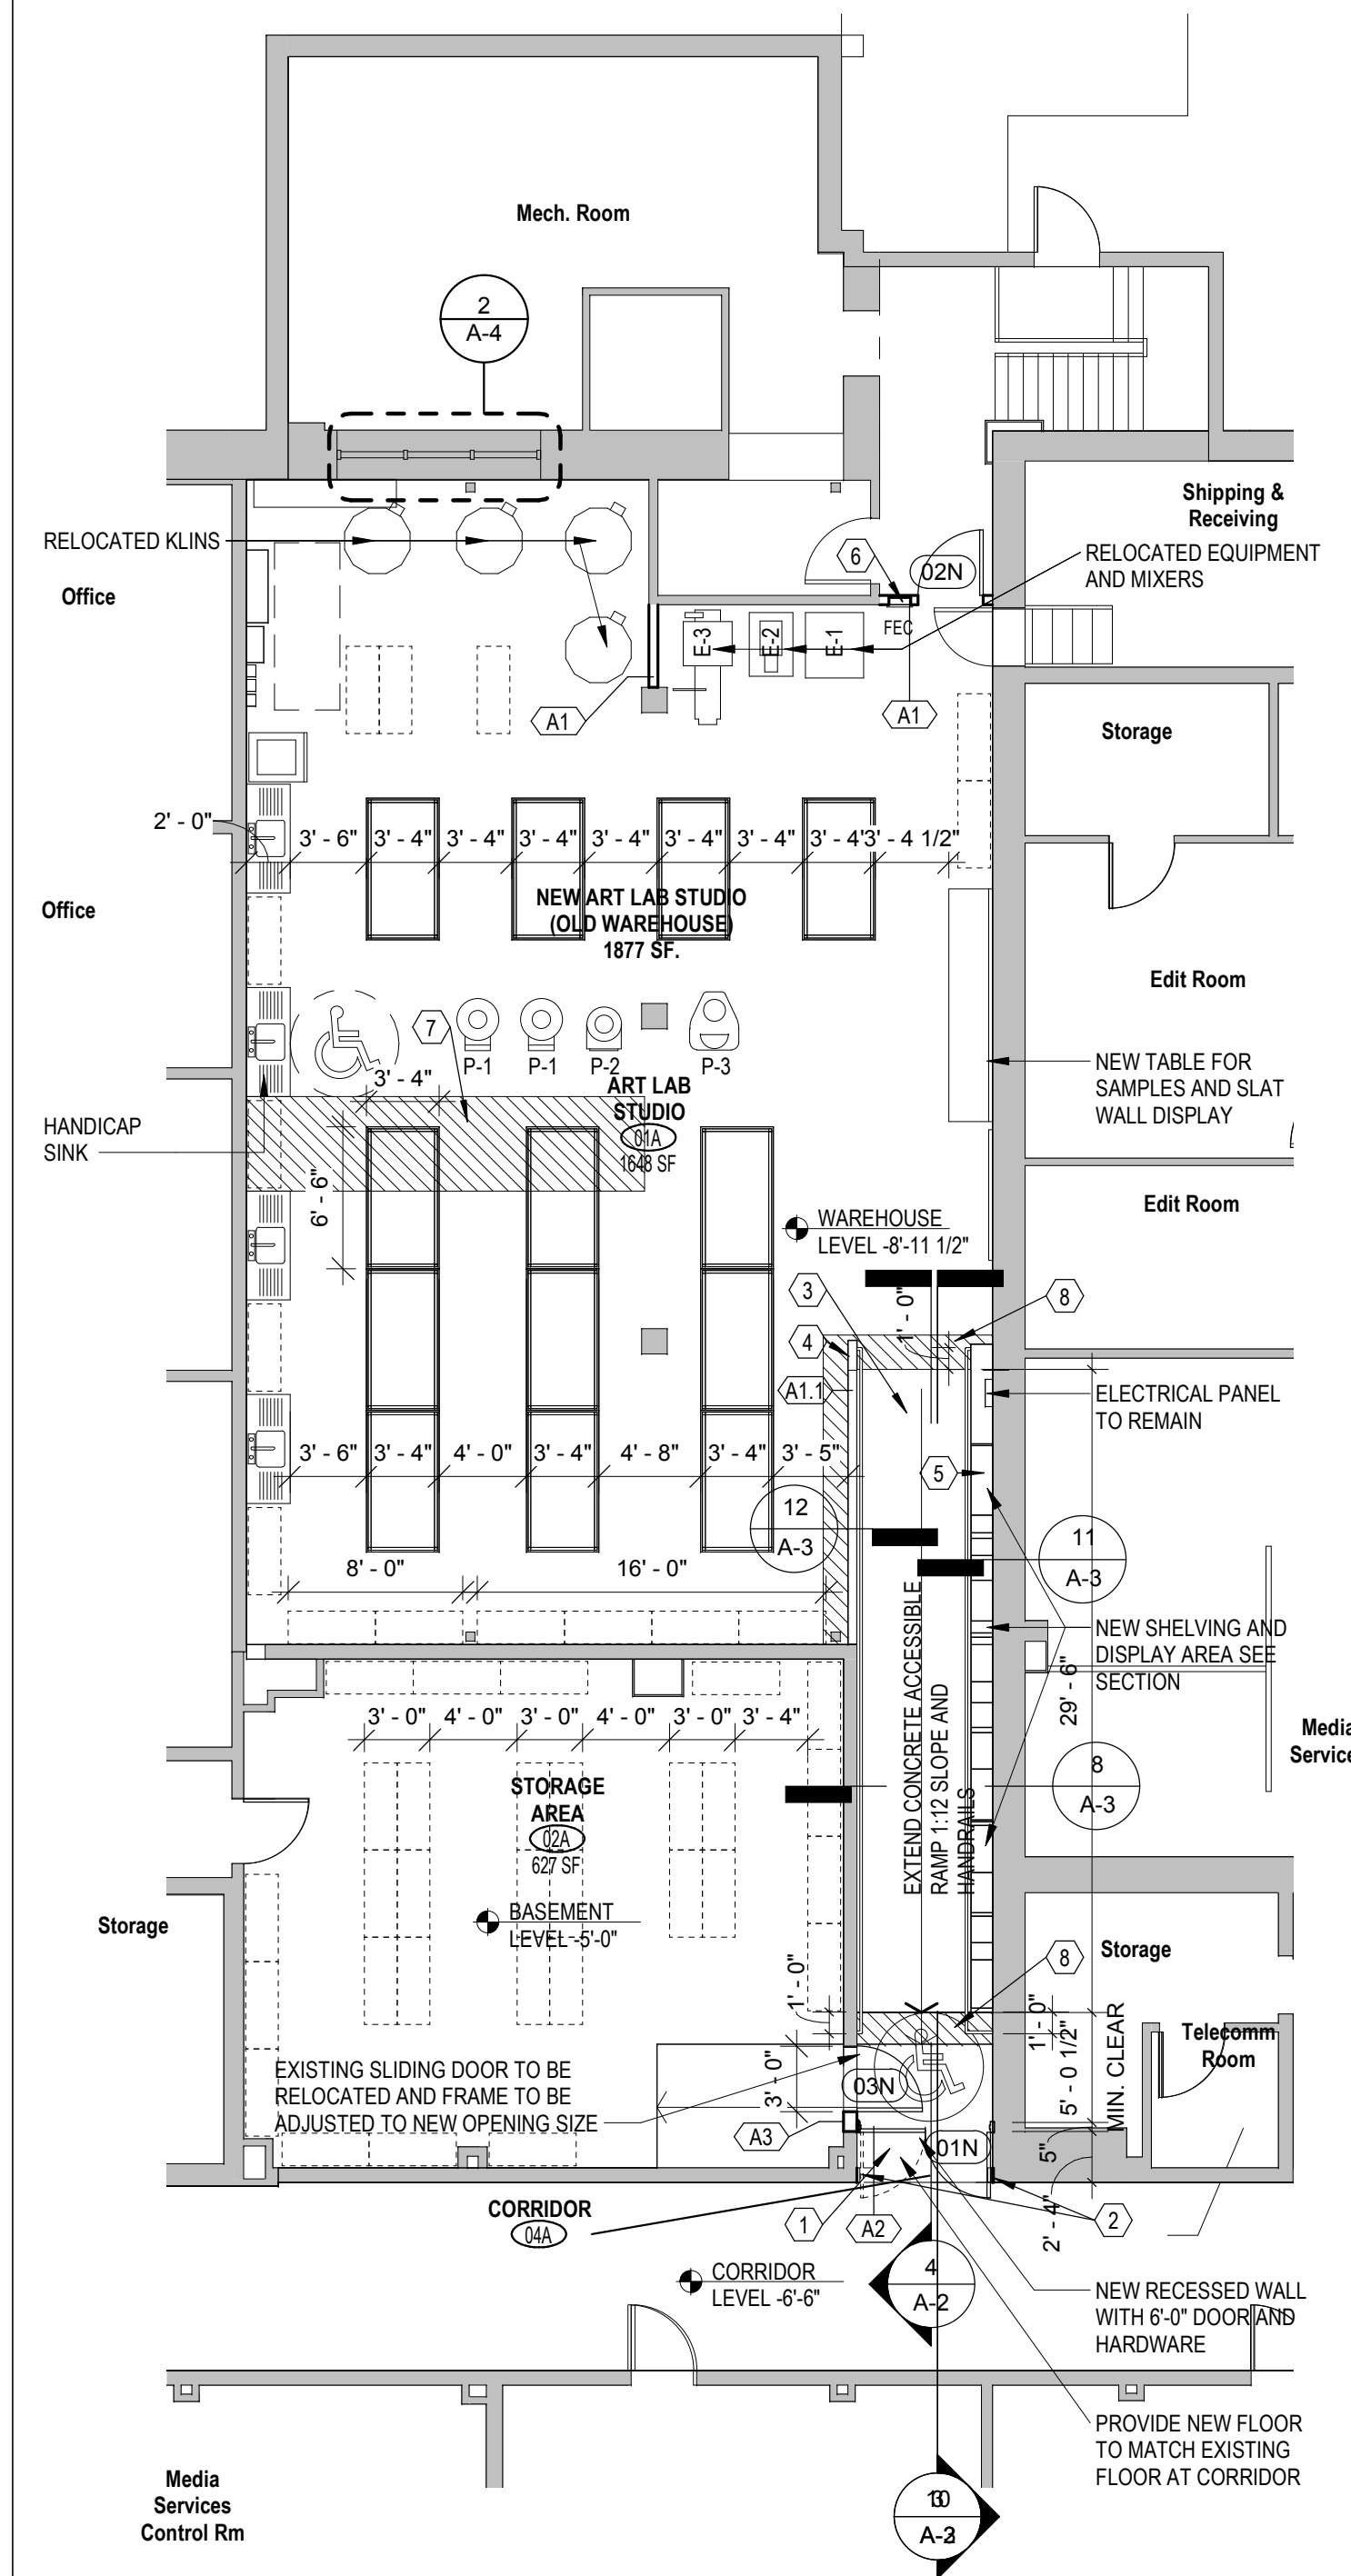 Mech. Room
2
A-4
Shipping &
Receiving
RELOCATED KLINS
RELOCATED EQUIPMENT
AND MIXERS
6
02N
Office
FEC
E-3
E-2
E-1
A1
A1
Storage
2' - 0"
3' - 6"
3' - 4"
3' - 4"
3' - 4"
3' - 4"
3' - 4"
3' - 4"
3' - 4"
3' - 4 1/2"
Office
NEW ART LAB STUDIO
(OLD WAREHOUSE)
1877 SF.
Edit Room
7
P-1
P-1
P-2
P-3
3' - 4"
NEW TABLE FOR
SAMPLES AND SLAT
WALL DISPLAY
ART LAB
STUDIO
01A
1648 SF
HANDICAP
SINK
6' - 6"
Edit Room
WAREHOUSE
LEVEL -8'-11 1/2"
3
1' - 0"
8
4
A1.1
ELECTRICAL PANEL
TO REMAIN
3' - 6"
3' - 4"
4' - 0"
3' - 4"
4' - 8"
3' - 4"
3' - 5"
5
12
A-3
11
A-3
8' - 0"
16' - 0"
NEW SHELVING AND
DISPLAY AREA SEE
SECTION
29' - 6"
EXTEND CONCRETE ACCESSIBLE
RAMP 1:12 SLOPE AND
HANDRAILS
3' - 0"
4' - 0"
3' - 0"
4' - 0"
3' - 0"
3' - 4"
Media
Service
8
A-3
STORAGE
AREA
02A
627 SF
BASEMENT
LEVEL -5'-0"
Storage
8
Storage
1' - 0"
1' - 0"
5' - 0 1/2"
MIN. CLEAR
Telecomm
Room
EXISTING SLIDING DOOR TO BE
RELOCATED AND FRAME TO BE
ADJUSTED TO NEW OPENING SIZE
3' - 0"
03N
A3
01N
5"
2' - 4"
CORRIDOR
04A
1
A2
2
CORRIDOR
LEVEL -6'-6"
4
A-2
NEW RECESSED WALL
WITH 6'-0" DOOR AND
HARDWARE
PROVIDE NEW FLOOR
TO MATCH EXISTING
FLOOR AT CORRIDOR
Media
Services
Control Rm